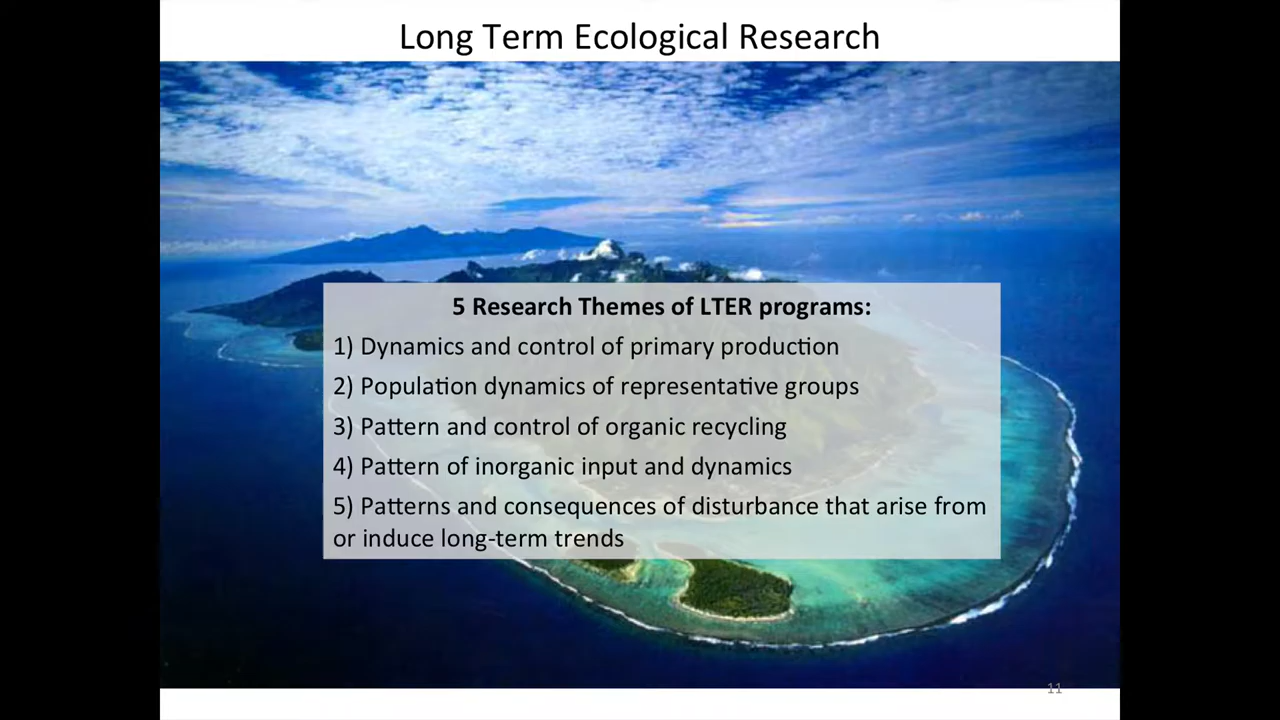 Long Term Ecological Research
5 Research Themes of LTER programs:
1) Dynamics and control of primary production
2) Population dynamics of representative groups
3) Pattern and control of organic recycling
4) Pattern of inorganic input and dynamics
5) Patterns and consequences of disturbance that arise from
or induce long-term trends
11